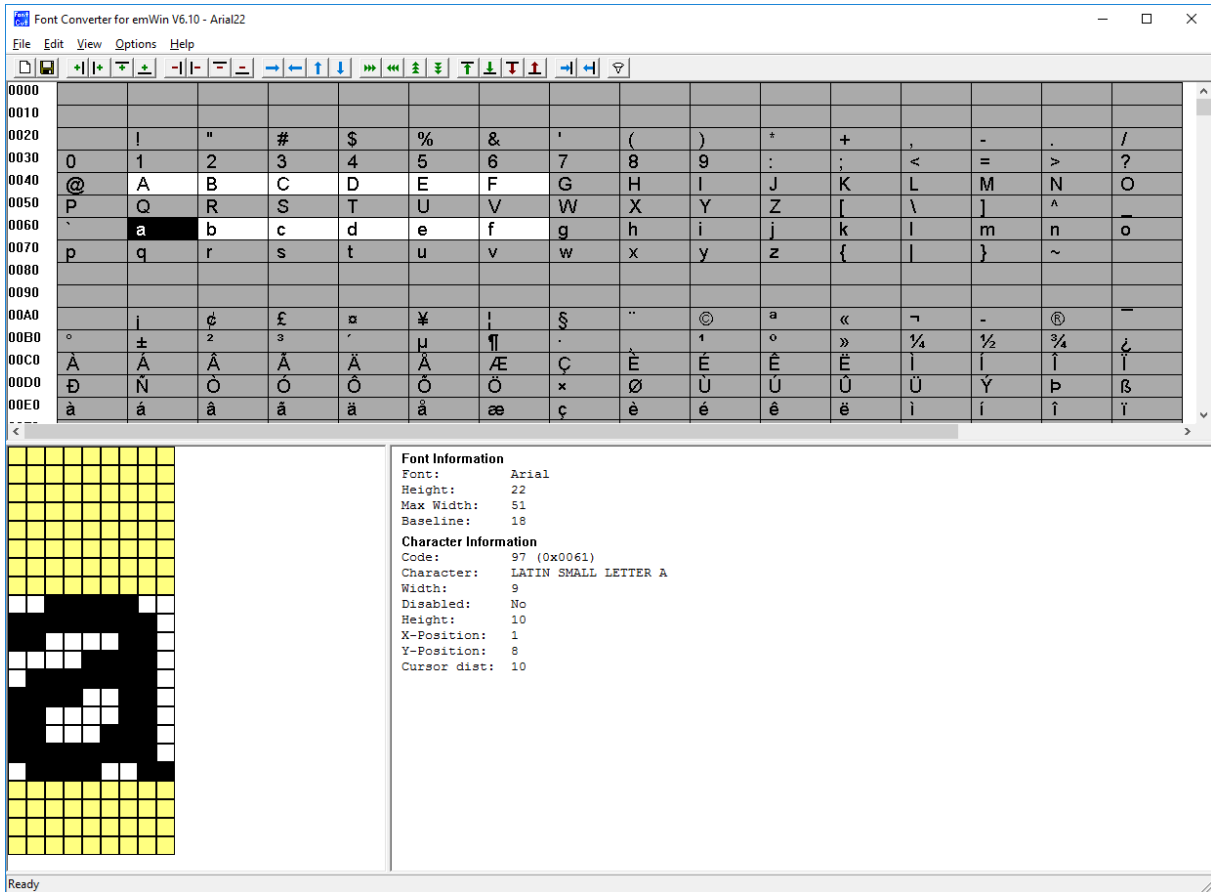 Font Converter for emWin V6.10 - Arial22
File Edit View Options Help
0000
0010
0020 ! " # $ % & ' ( ) * + , - . /
0030 0 1 2 3 4 5 6 7 8 9 : ; < = > ?
0040 @ A B C D E F G H I J K L M N O
0050 P Q R S T U V W X Y Z [ \ ] ^ _
0060 ` a b c d e f g h i j k l m n o
0070 p q r s t u v w x y z { | } ~
0080
0090
00A0 ¡ ¢ £ ¤ ¥ ¦ § ¨ © ª « ¬ - ® ¯
00B0 ° ± ² ³ ´ µ ¶ · ¸ ¹ º » ¼ ½ ¾ ¿
00C0 À Á Â Ã Ä Å Æ Ç È É Ê Ë Ì Í Î Ï
00D0 Ð Ñ Ò Ó Ô Õ Ö × Ø Ù Ú Û Ü Ý Þ ß
00E0 à á â ã ä å æ ç è é ê ë ì í î ï
Font Information
Font: Arial
Height: 22
Max Width: 51
Baseline: 18
Character Information
Code: 97 (0x0061)
Character: LATIN SMALL LETTER A
Width: 9
Disabled: No
Height: 10
X-Position: 1
Y-Position: 8
Cursor dist: 10
Ready